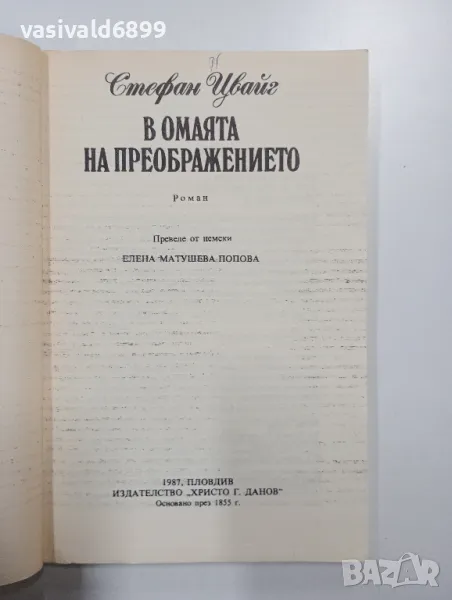 vasivald6899
Стефан Цвайг
В ОМАЯТА
НА ПРЕОБРАЖЕНИЕТО
Роман
Преведе от немски
ЕЛЕНА МАТУШЕВА-ПОПОВА
1987, ПЛОВДИВ
ИЗДАТЕЛСТВО „ХРИСТО Г. ДАНОВ“
Основано през 1855 г.
BAZAR